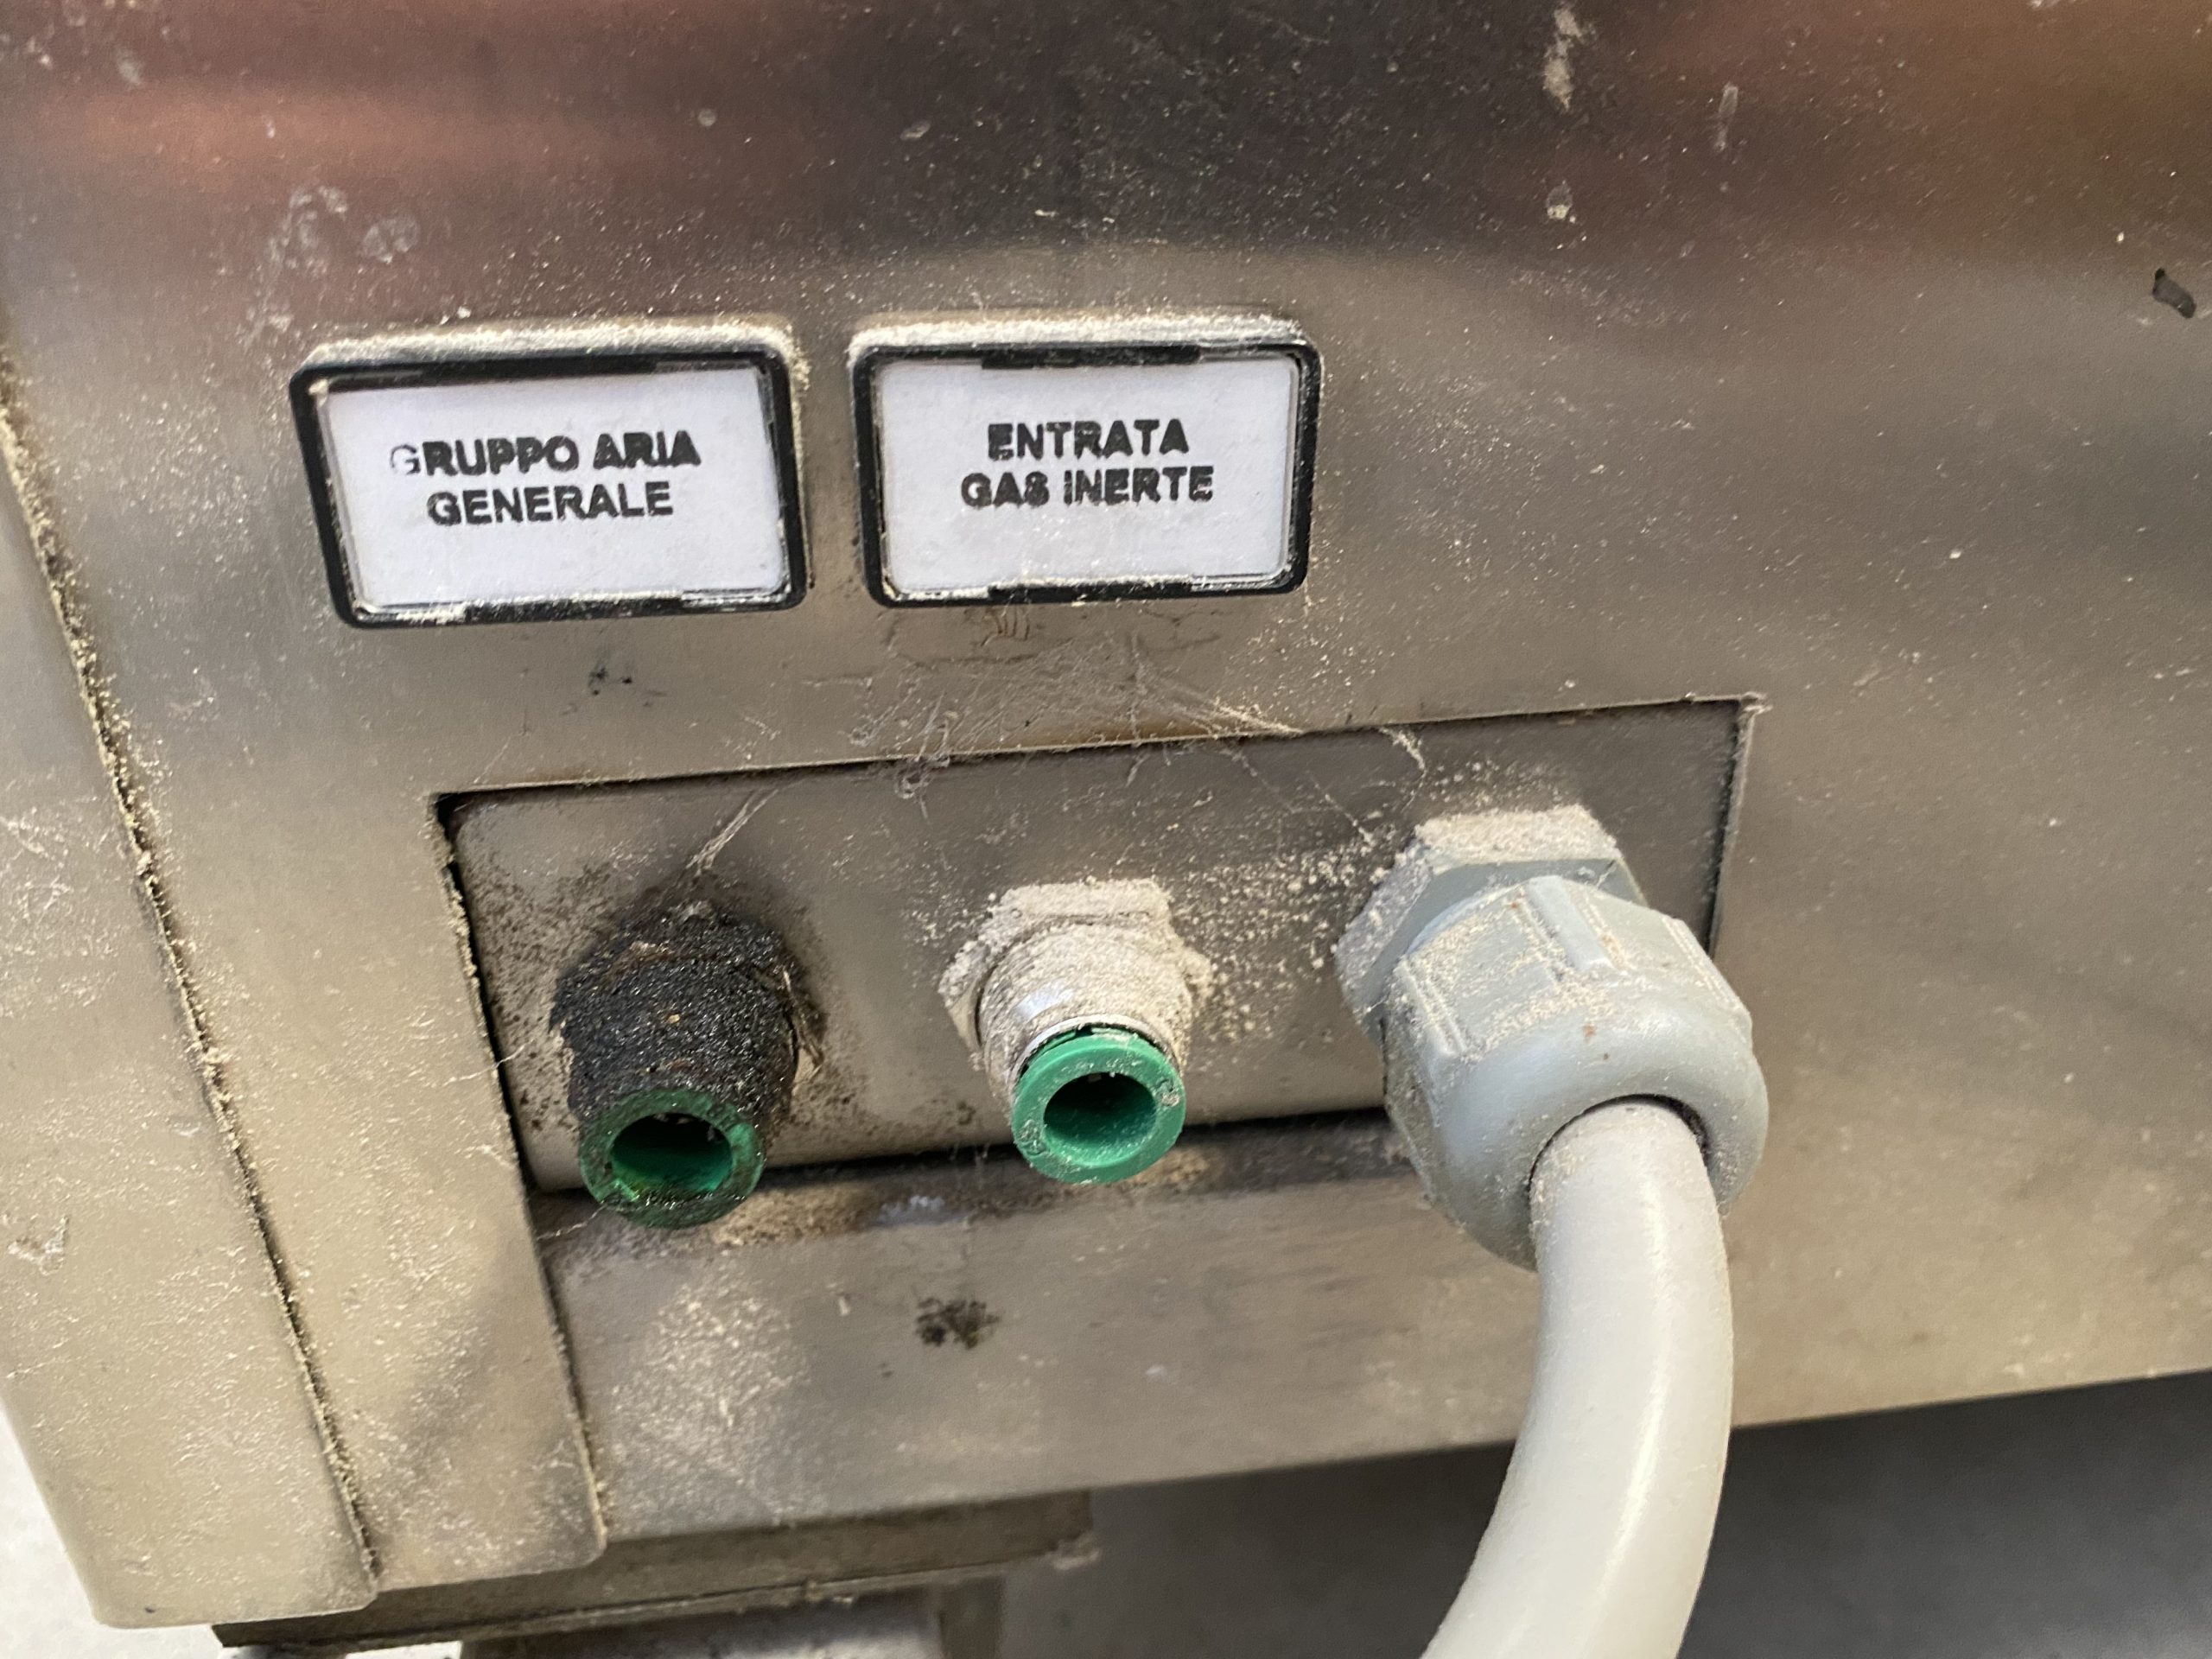 GRUPPO ARIA
GENERALE
ENTRATA
GAS INERTE